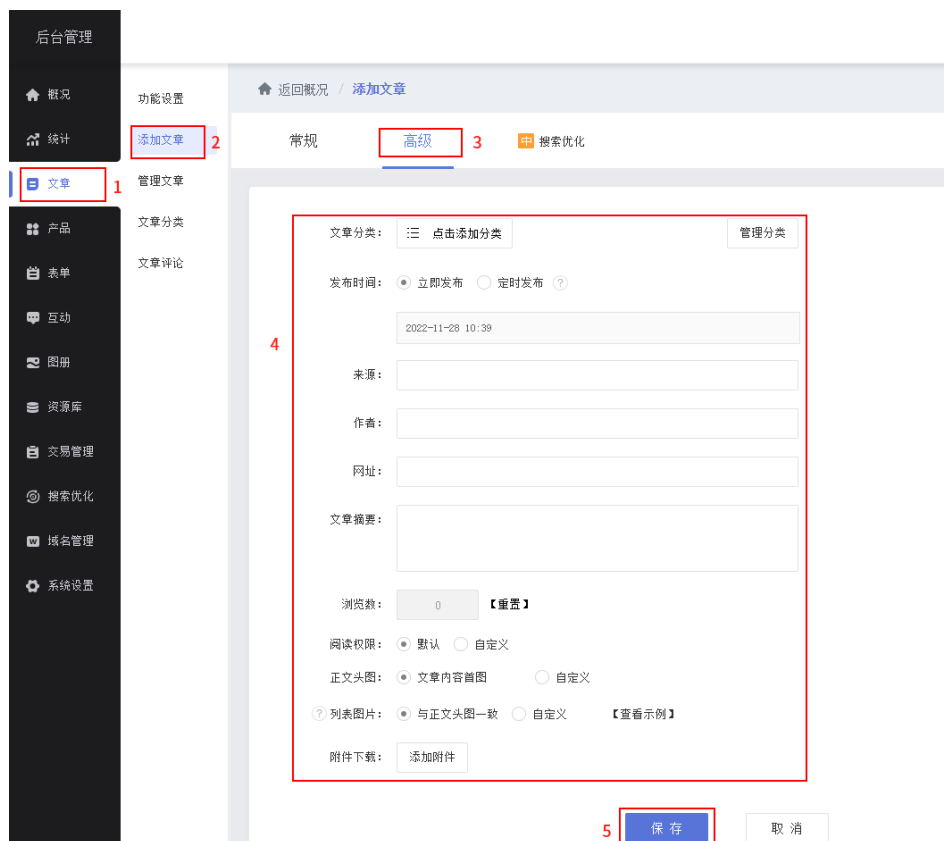 后台管理
概况
统计
文章
1
产品
表单
互动
图册
资源库
交易管理
搜索优化
域名管理
系统设置
功能设置
添加文章
2
管理文章
文章分类
文章评论
返回概况 / 添加文章
常规
高级
3
中 搜索优化
4
文章分类： 点击添加分类 管理分类
发布时间： 立即发布 定时发布 ?
2022-11-28 10:39
来源：
作者：
网址：
文章摘要：
浏览数： 0 【重置】
阅读权限： 默认 自定义
正文头图： 文章内容首图 自定义
? 列表图片： 与正文头图一致 自定义 【查看示例】
附件下载： 添加附件
5 保存 取消